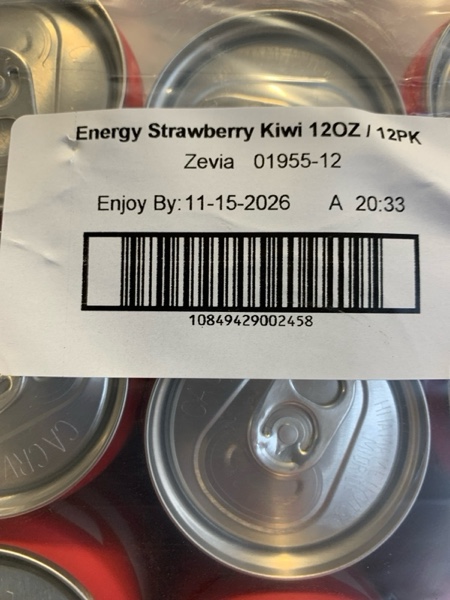 Energy Strawberry Kiwi 12OZ / 12PK
Zevia 01955-12
Enjoy By: 11-15-2026 A 20:33
10849429002458